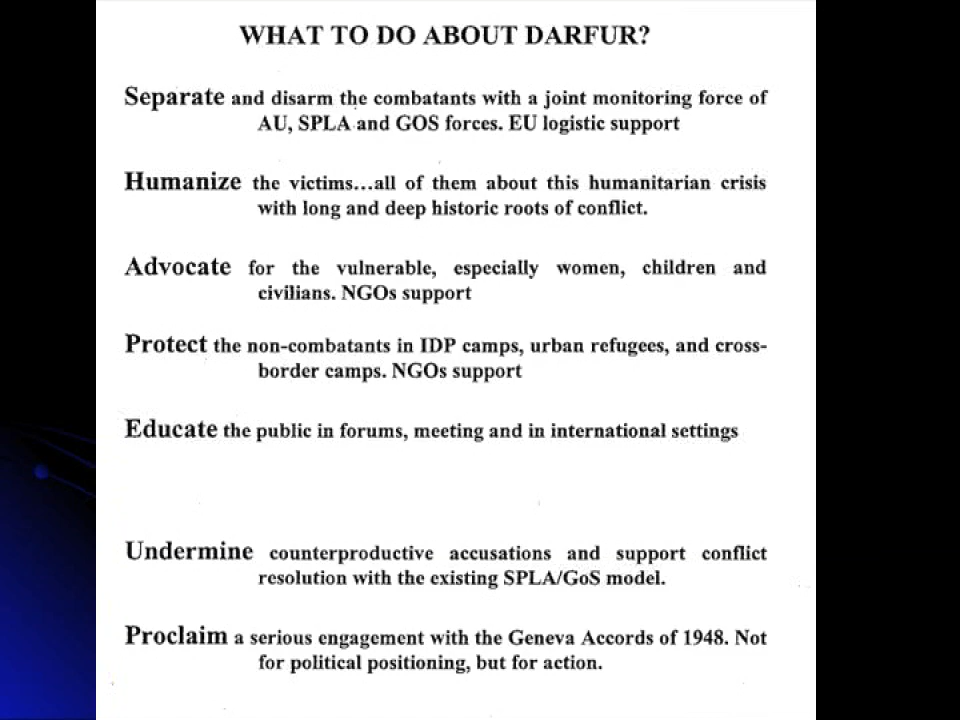 WHAT TO DO ABOUT DARFUR?
Separate and disarm the combatants with a joint monitoring force of
AU, SPLA and GOS forces. EU logistic support
Humanize the victims...all of them about this humanitarian crisis
with long and deep historic roots of conflict.
Advocate for the vulnerable, especially women, children and
civilians. NGOs support
Protect the non-combatants in IDP camps, urban refugees, and cross-
border camps. NGOs support
Educate the public in forums, meeting and in international settings
Undermine counterproductive accusations and support conflict
resolution with the existing SPLA/GoS model.
Proclaim a serious engagement with the Geneva Accords of 1948. Not
for political positioning, but for action.